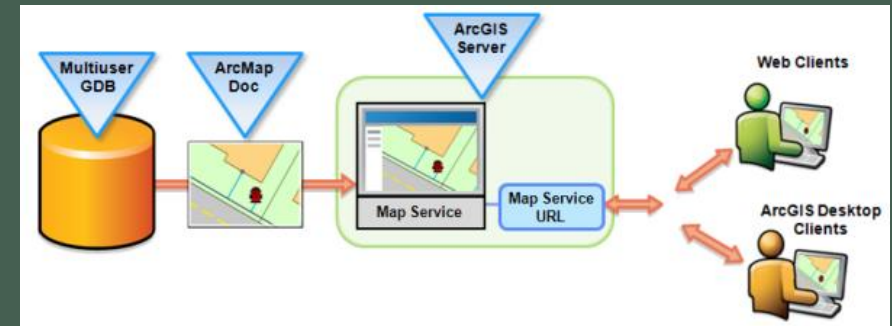 Multiuser
GDB
ArcMap
Doc
ArcGIS
Server
Map Service
Map Service
URL
Web Clients
ArcGIS Desktop
Clients